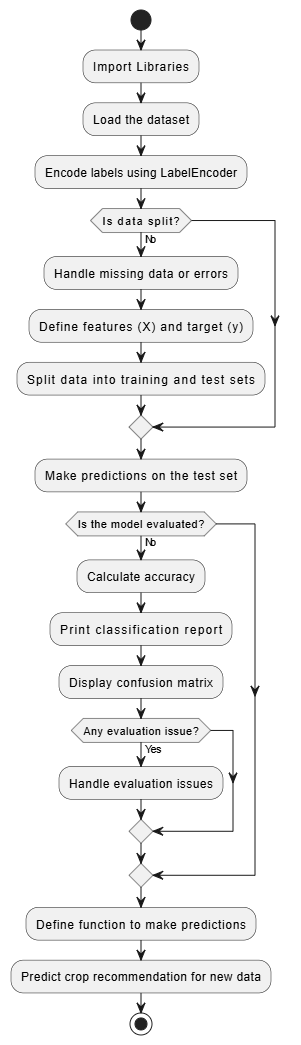 Import Libraries
Load the dataset
Encode labels using LabelEncoder
Is data split?
No
Handle missing data or errors
Define features (X) and target (y)
Split data into training and test sets
Make predictions on the test set
Is the model evaluated?
No
Calculate accuracy
Print classification report
Display confusion matrix
Any evaluation issue?
Yes
Handle evaluation issues
Define function to make predictions
Predict crop recommendation for new data